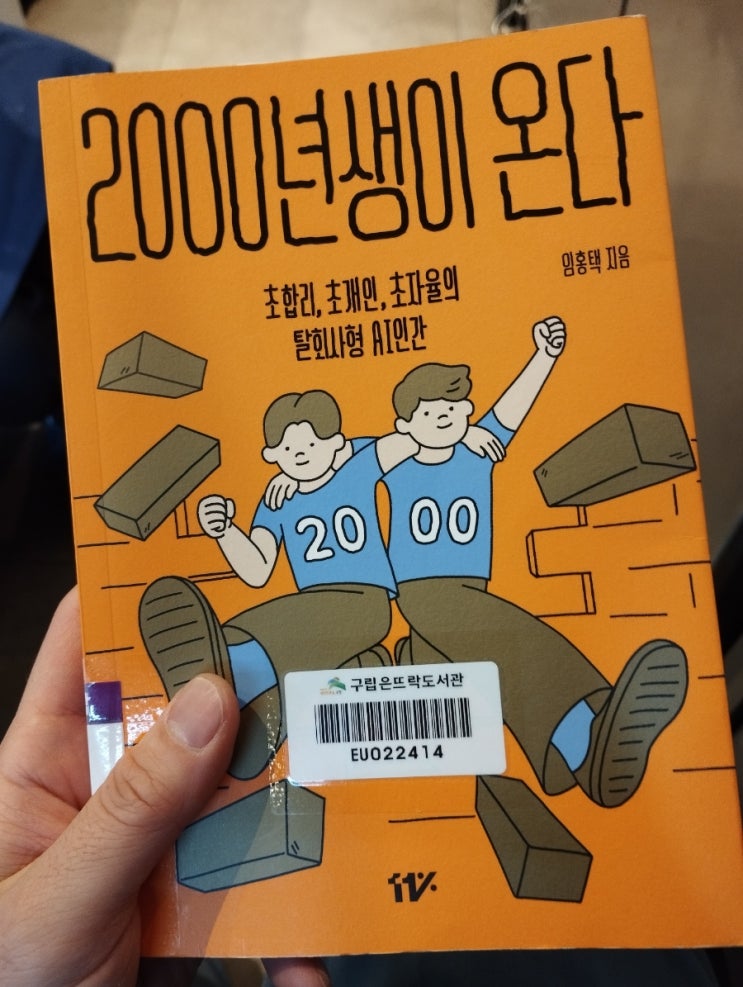 2000년생이 온다
임홍택 지음
초합리, 초개인, 초자율의
탈회사형 AI인간
20 00
구립은뜨락도서관
EU022414
11%